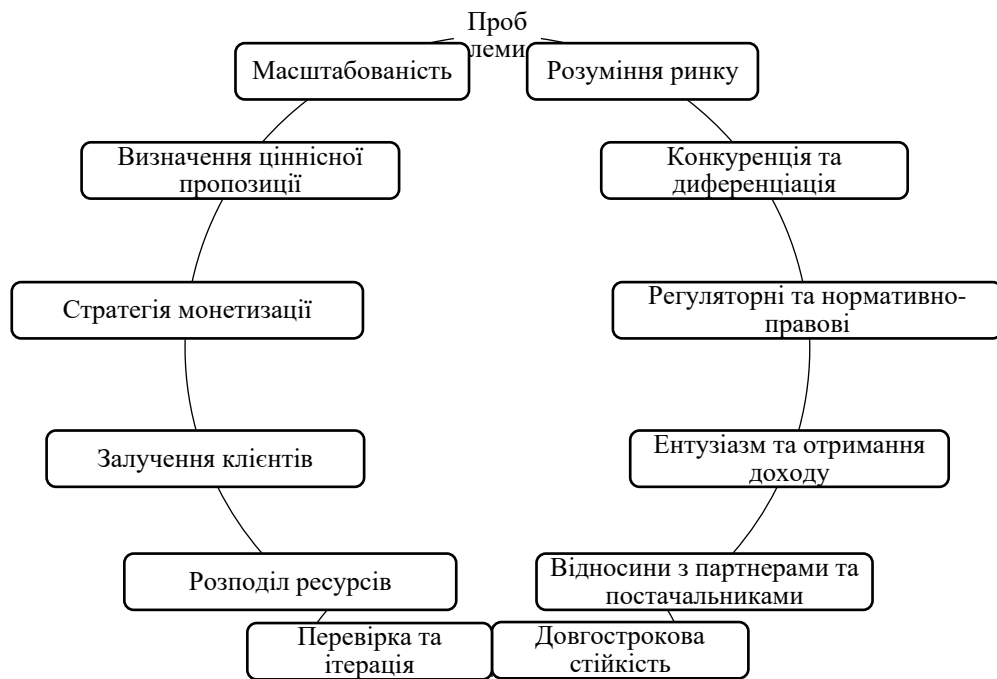 Проб
леми
Масштабованість
Розуміння ринку
Визначення ціннісної
пропозиції
Конкуренція та
диференціація
Стратегія монетизації
Регуляторні та нормативно-
правові
Залучення клієнтів
Ентузіазм та отримання
доходу
Розподіл ресурсів
Відносини з партнерами та
постачальниками
Перевірка та
ітерація
Довгострокова
стійкість